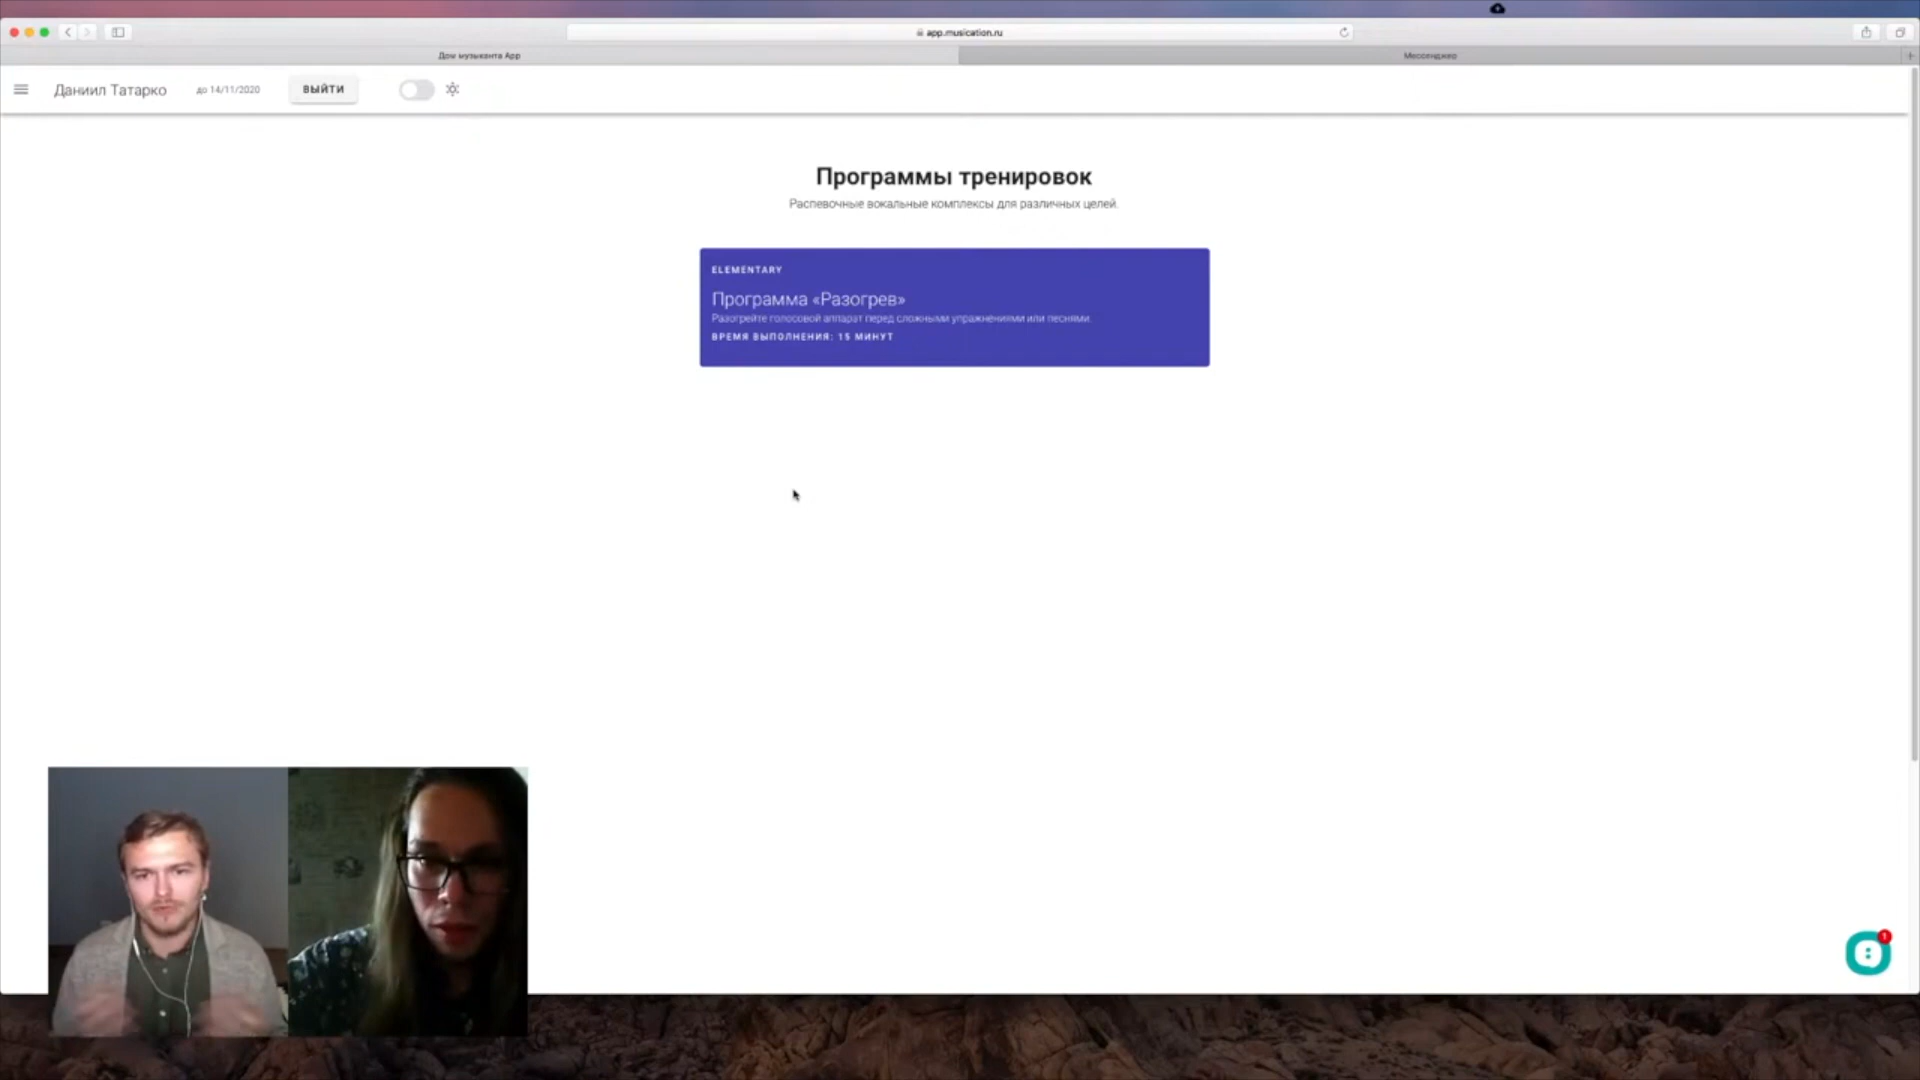 app.musication.ru
Дом музыканта App
Мессенджер
Даниил Татарко
до 14/11/2020
ВЫЙТИ
Программы тренировок
Распевочные вокальные комплексы для различных целей.
ELEMENTARY
Программа «Разогрев»
Разогрейте голосовой аппарат перед сложными упражнениями или песнями.
ВРЕМЯ ВЫПОЛНЕНИЯ: 15 МИНУТ
1